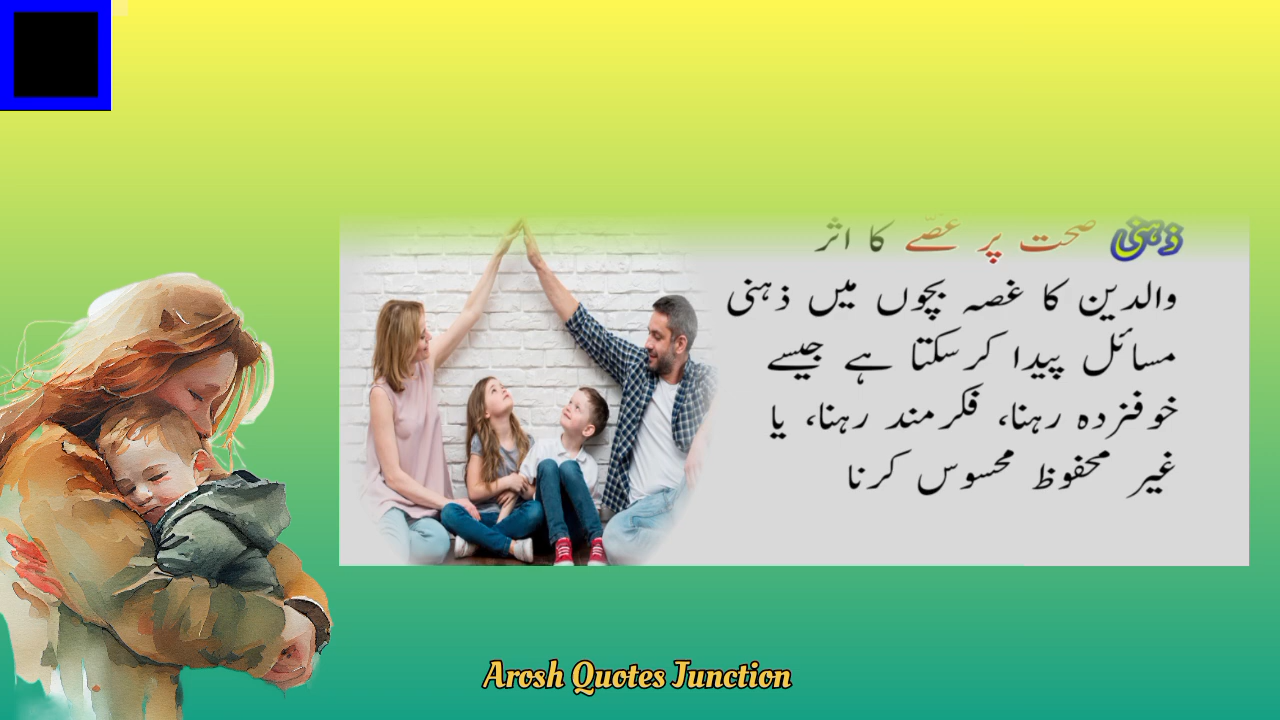 ذہنی صحت پر غصّے کا اثر
والدین کا غصہ بچوں میں ذہنی
مسائل پیدا کر سکتا ہے جیسے
خوفزدہ رہنا، فکرمند رہنا، یا
غیر محفوظ محسوس کرنا
Arosh Quotes Junction